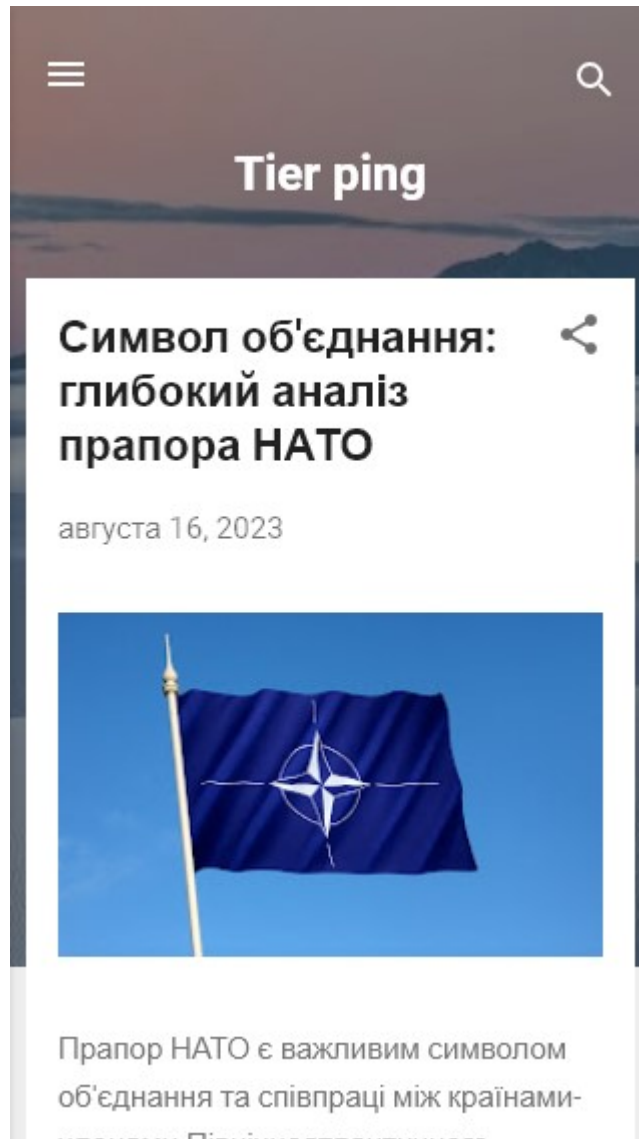 Tier ping
Символ об'єднання:
глибокий аналіз
прапора НАТО
августа 16, 2023
Прапор НАТО є важливим символом
об'єднання та співпраці між країнами-